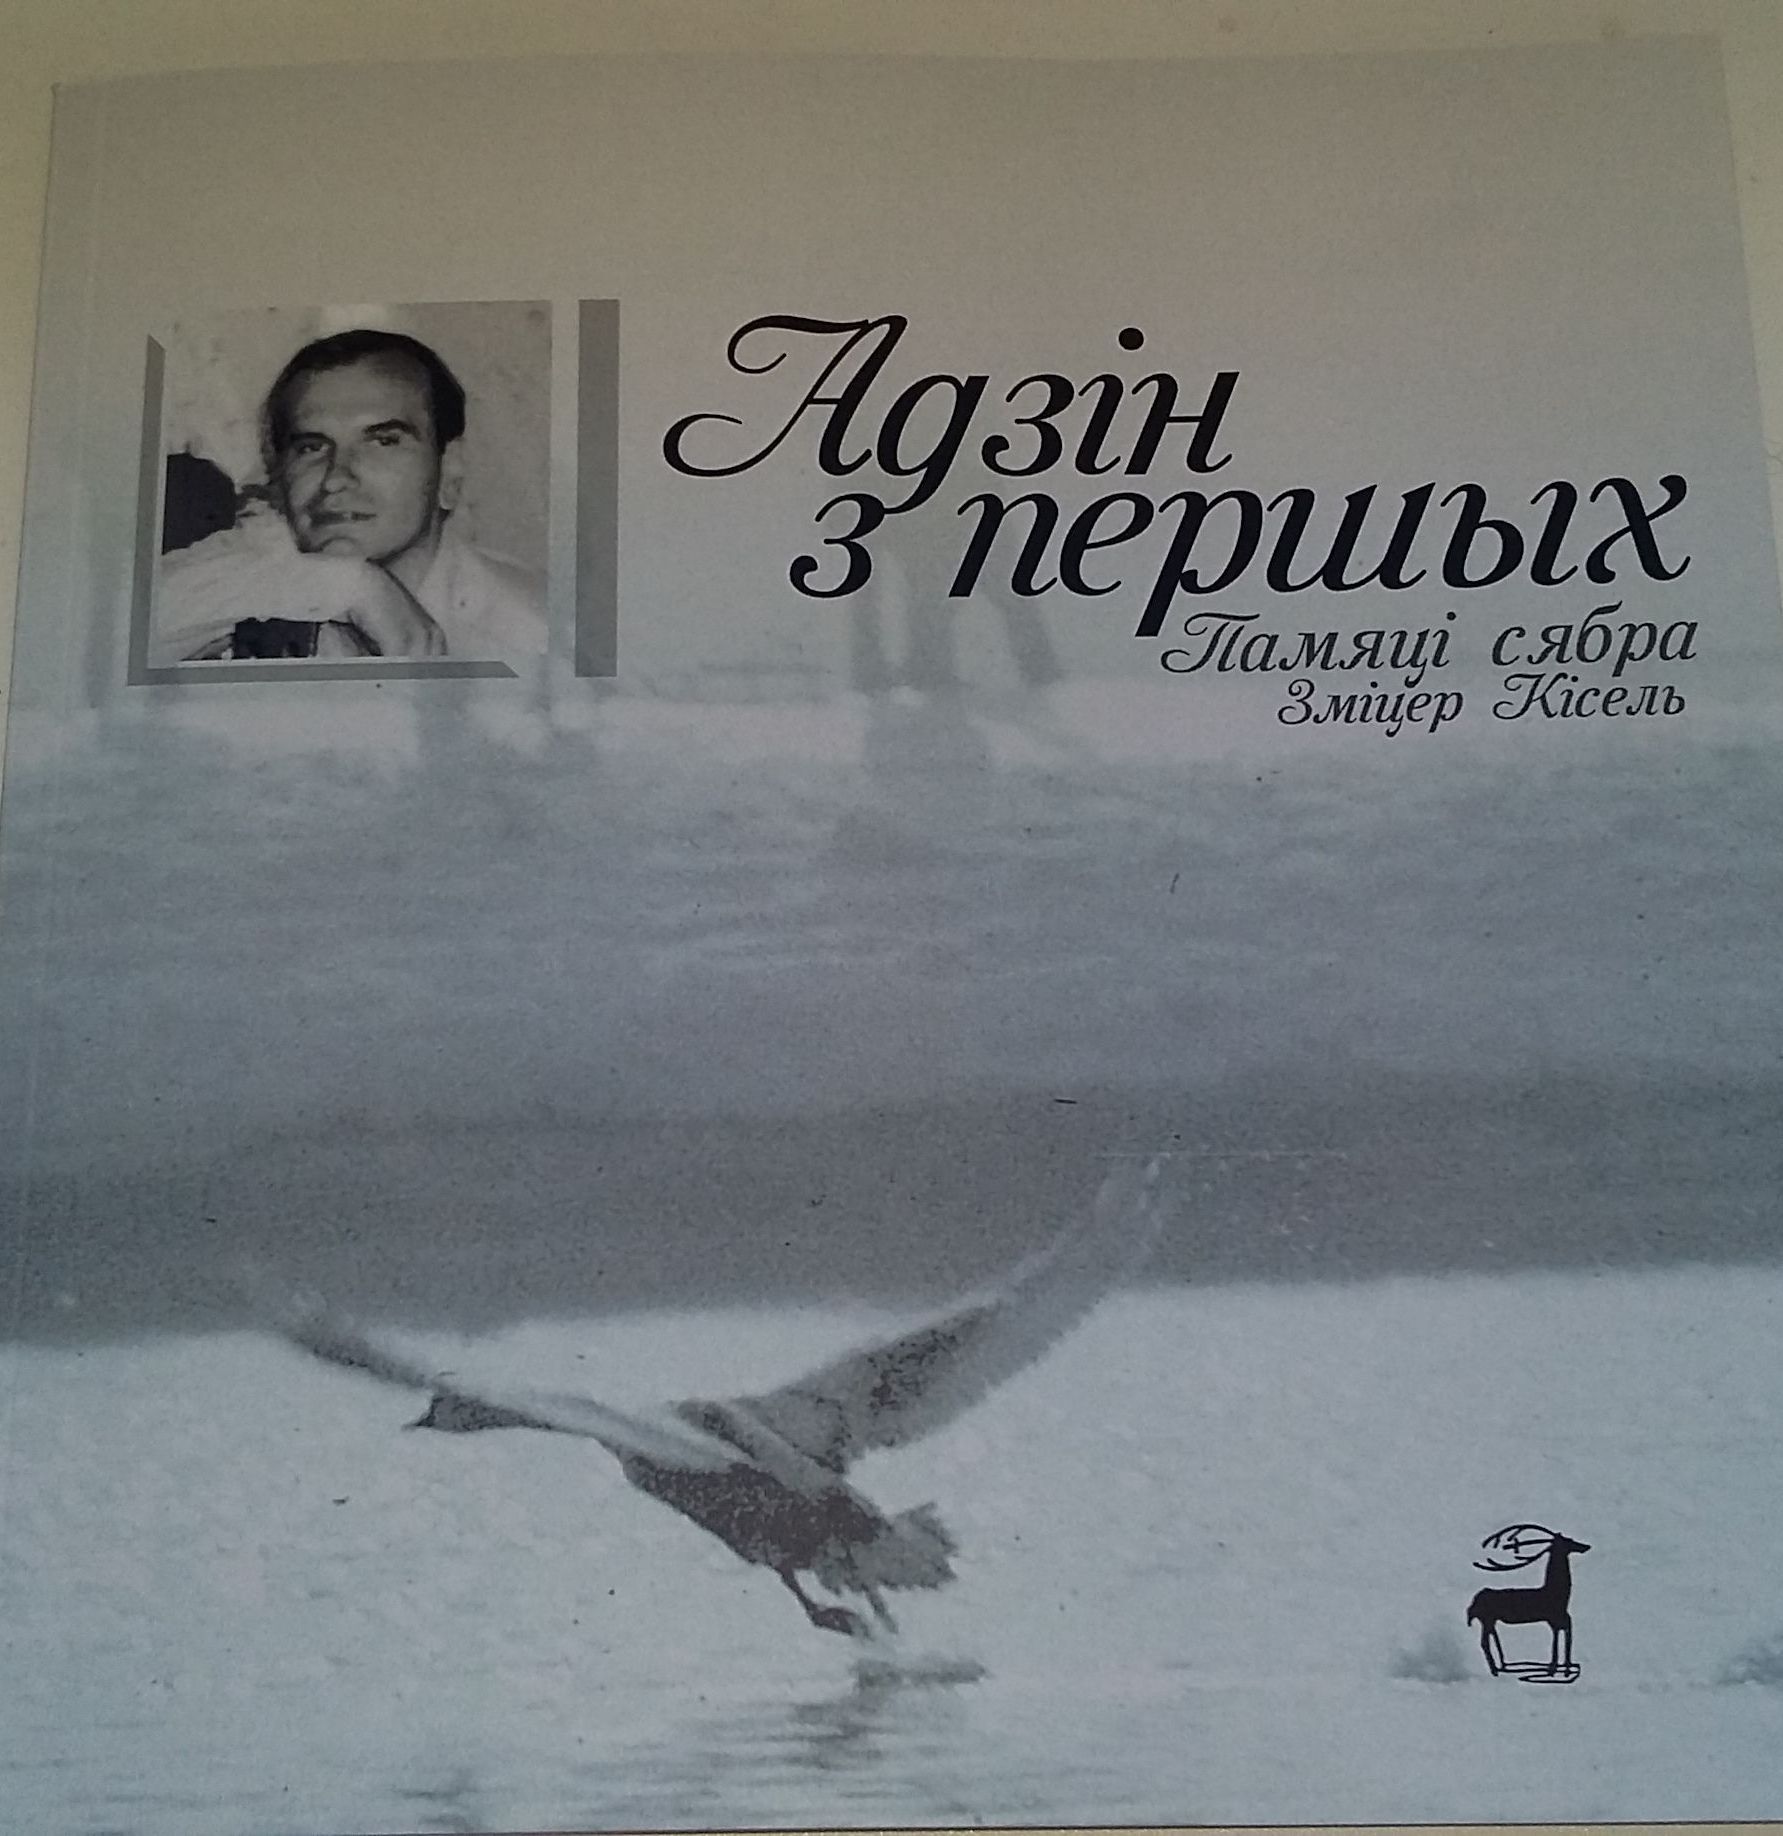 Адзін
з першых
Памяці сябра
Зміцер Кісель